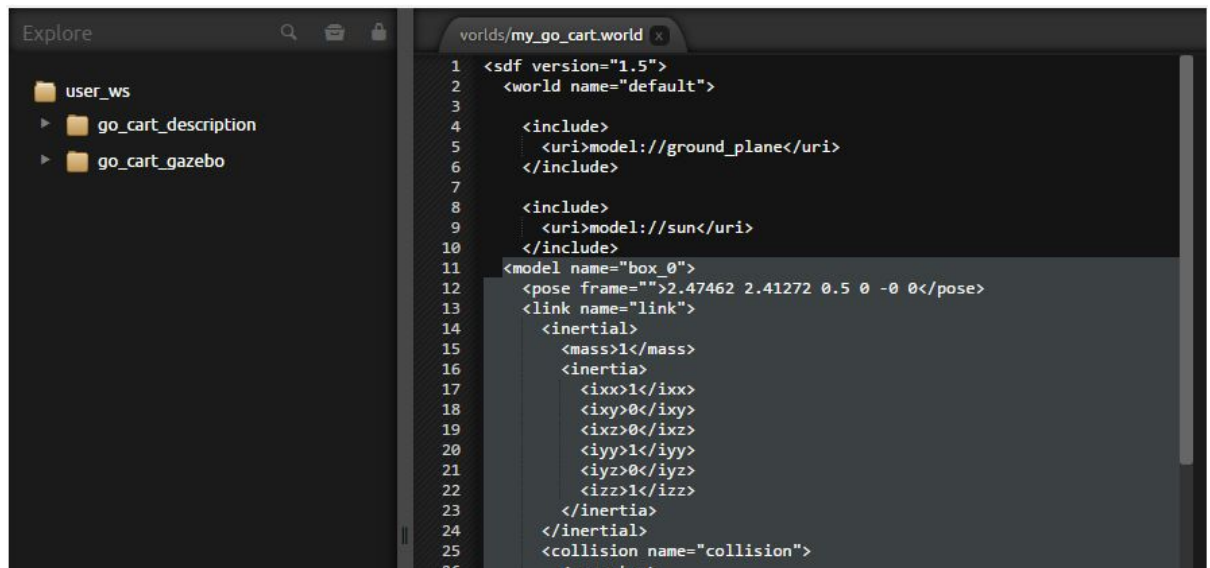 Explore
user_ws
go_cart_description
go_cart_gazebo
vorlds/my_go_cart.world x
1 <sdf version="1.5">
2 <world name="default">
3
4 <include>
5 <uri>model://ground_plane</uri>
6 </include>
7
8 <include>
9 <uri>model://sun</uri>
10 </include>
11 <model name="box_0">
12 <pose frame="">2.47462 2.41272 0.5 0 -0 0</pose>
13 <link name="link">
14 <inertial>
15 <mass>1</mass>
16 <inertia>
17 <ixx>1</ixx>
18 <ixy>0</ixy>
19 <ixz>0</ixz>
20 <iyy>1</iyy>
21 <iyz>0</iyz>
22 <izz>1</izz>
23 </inertia>
24 </inertial>
25 <collision name="collision">